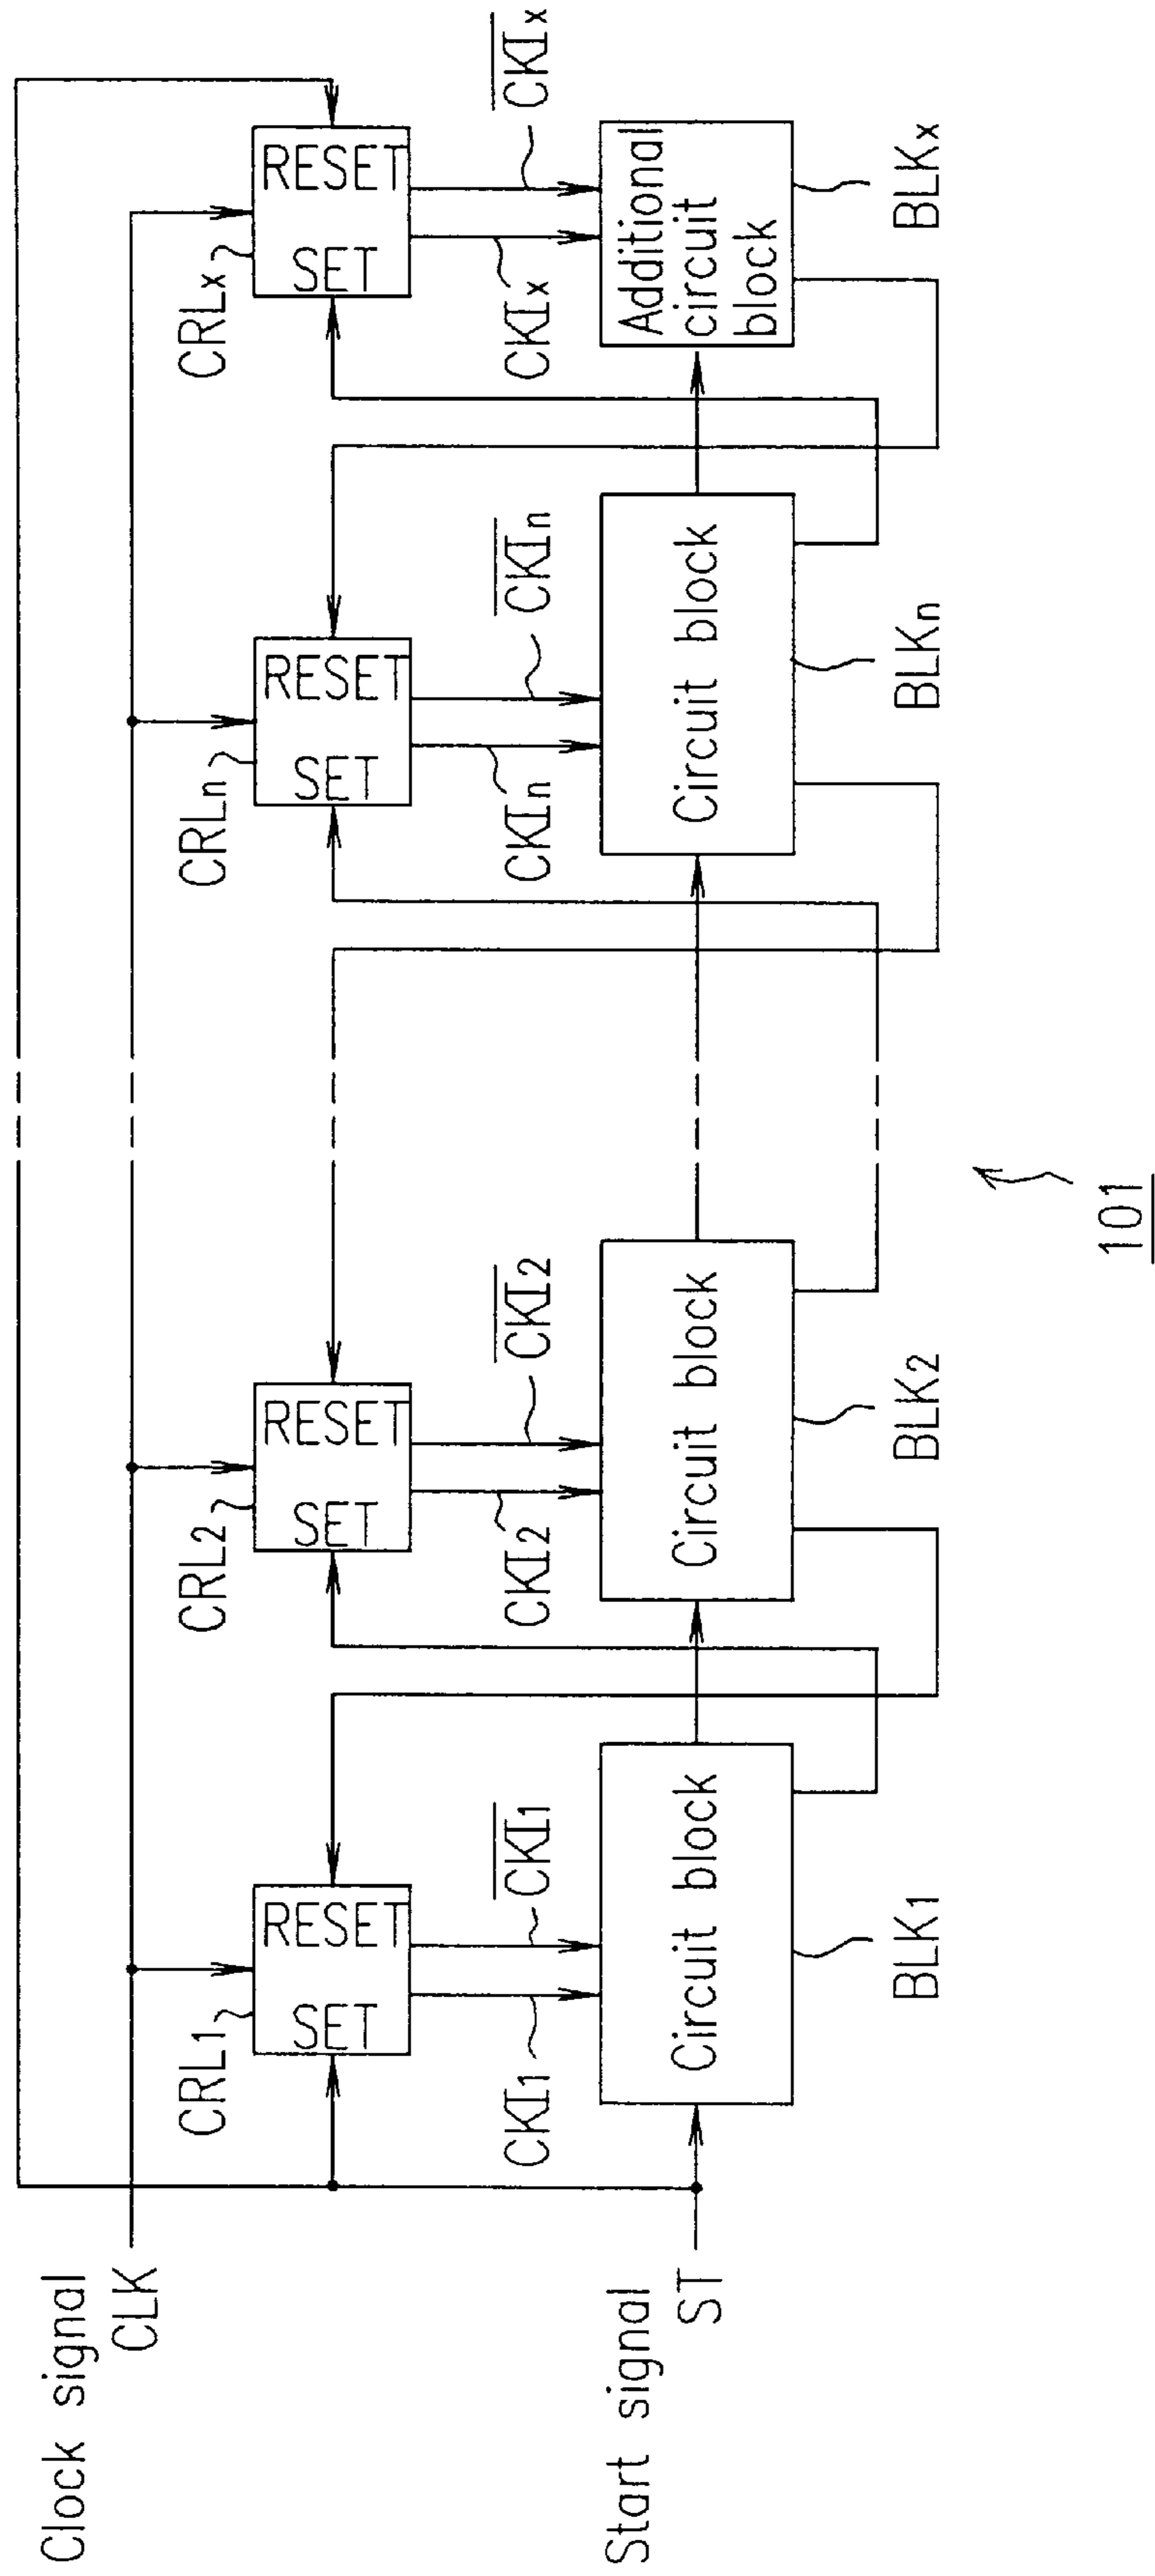 Clock signal
CLK
CRL1
SET RESET
CRL2
SET RESET
CRLn
SET RESET
CRLx
SET RESET
CKI1
CKI1
CKI2
CKI2
CKIn
CKIn
CKIx
CKIx
Start signal
ST
Circuit block
Circuit block
Circuit block
Additional
circuit
block
BLK1
BLK2
BLKn
BLKx
101